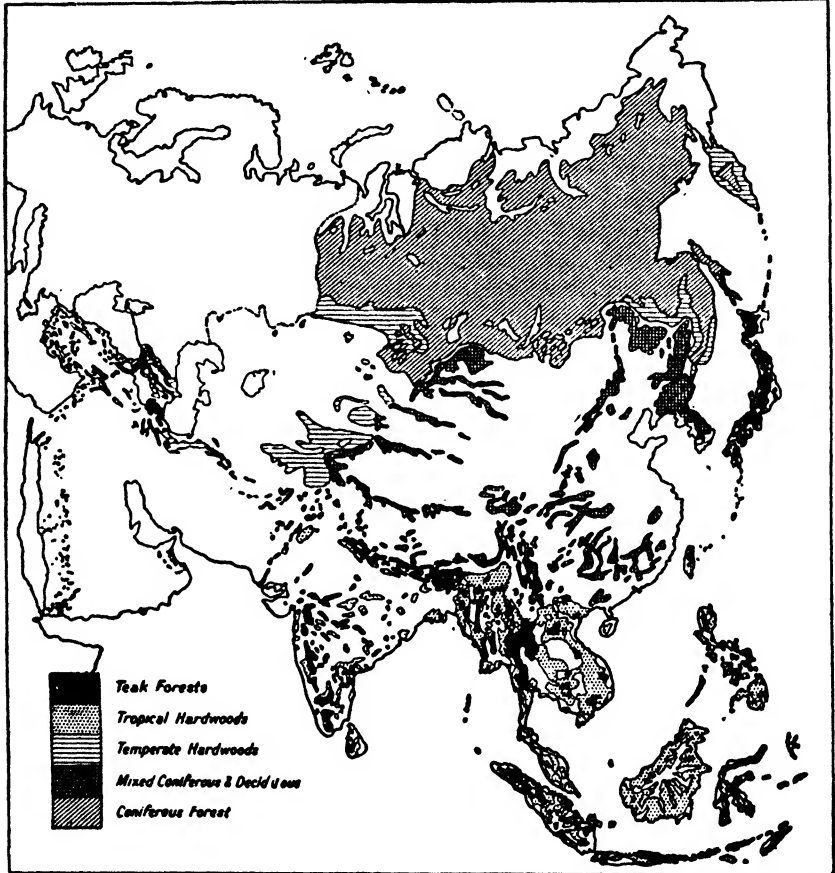 Teak Forests
Tropical Hardwoods
Temperate Hardwoods
Mixed Coniferous & Deciduous
Coniferous Forest